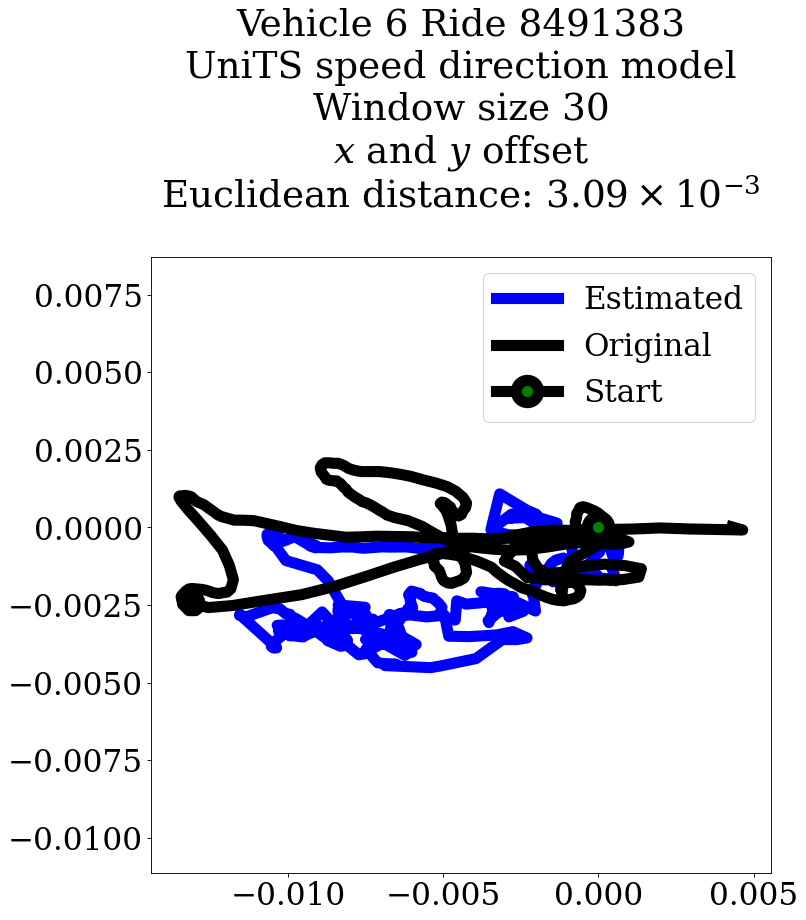 Vehicle 6 Ride 8491383
UniTS speed direction model
Window size 30
x and y offset
Euclidean distance: 3.09 × 10⁻³
Estimated
Original
Start
0.0075
0.0050
0.0025
0.0000
−0.0025
−0.0050
−0.0075
−0.0100
−0.010 −0.005 0.000 0.005